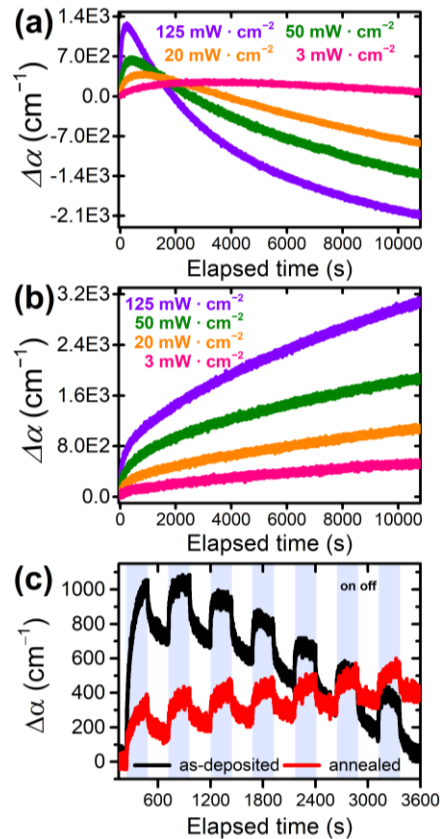 (a)
1.4E3
7.0E2
0.0
-7.0E2
-1.4E3
-2.1E3
Δα (cm⁻¹)
125 mW · cm⁻² 50 mW · cm⁻²
20 mW · cm⁻² 3 mW · cm⁻²
0 2000 4000 6000 8000 10000
Elapsed time (s)
(b)
3.2E3
2.4E3
1.6E3
8.0E2
0.0
Δα (cm⁻¹)
125 mW · cm⁻²
50 mW · cm⁻²
20 mW · cm⁻²
3 mW · cm⁻²
0 2000 4000 6000 8000 10000
Elapsed time (s)
(c)
1000
800
600
400
200
0
Δα (cm⁻¹)
on off
as-deposited annealed
600 1200 1800 2400 3000 3600
Elapsed time (s)